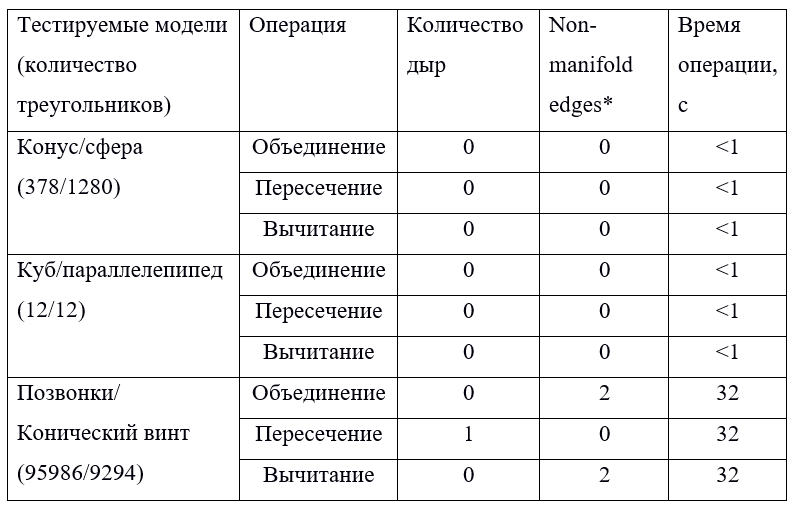 Тестируемые модели Операция Количество Non- Время
(количество дыр manifold операции,
треугольников) edges* с
Конус/сфера Объединение 0 0 <1
(378/1280) Пересечение 0 0 <1
Вычитание 0 0 <1
Куб/параллелепипед Объединение 0 0 <1
(12/12) Пересечение 0 0 <1
Вычитание 0 0 <1
Позвонки/ Объединение 0 2 32
Конический винт Пересечение 1 0 32
(95986/9294) Вычитание 0 2 32